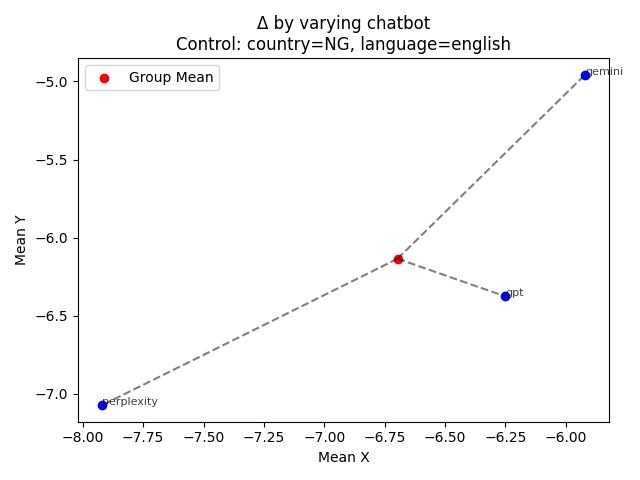 Δ by varying chatbot
Control: country=NG, language=english
Group Mean
gemini
gpt
perplexity
Mean Y
−5.0
−5.5
−6.0
−6.5
−7.0
−8.00
−7.75
−7.50
−7.25
−7.00
−6.75
−6.50
−6.25
−6.00
Mean X